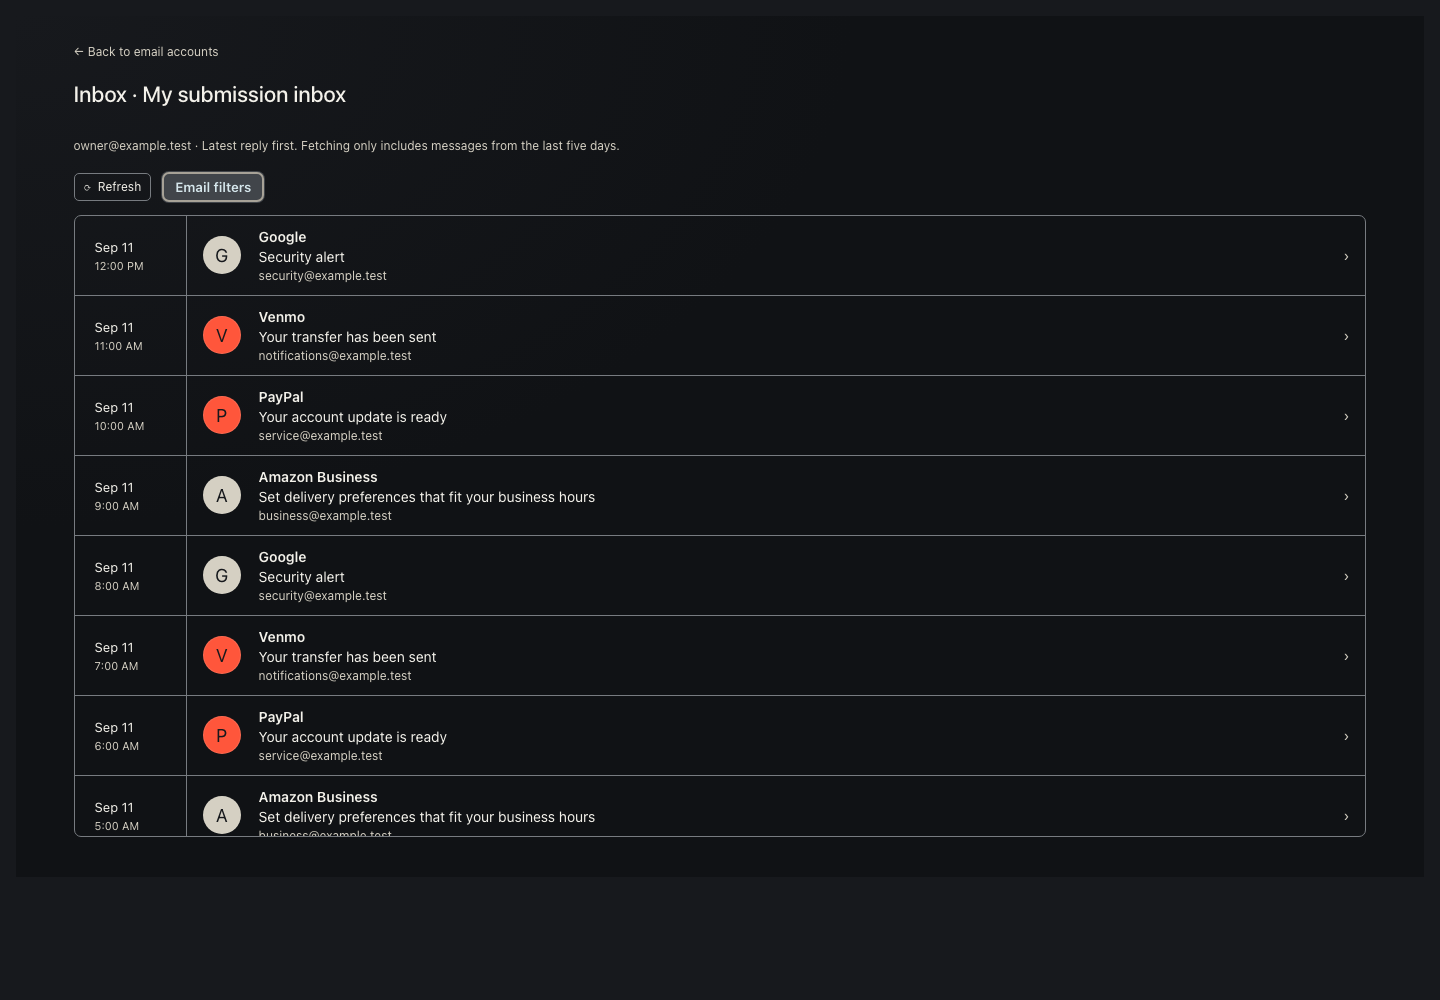 ← Back to email accounts
Inbox · My submission inbox
owner@example.test · Latest reply first. Fetching only includes messages from the last five days.
⟳ Refresh
Email filters
Sep 11
12:00 PM
G
Google
Security alert
security@example.test
›
Sep 11
11:00 AM
V
Venmo
Your transfer has been sent
notifications@example.test
›
Sep 11
10:00 AM
P
PayPal
Your account update is ready
service@example.test
›
Sep 11
9:00 AM
A
Amazon Business
Set delivery preferences that fit your business hours
business@example.test
›
Sep 11
8:00 AM
G
Google
Security alert
security@example.test
›
Sep 11
7:00 AM
V
Venmo
Your transfer has been sent
notifications@example.test
›
Sep 11
6:00 AM
P
PayPal
Your account update is ready
service@example.test
›
Sep 11
5:00 AM
A
Amazon Business
Set delivery preferences that fit your business hours
business@example.test
›